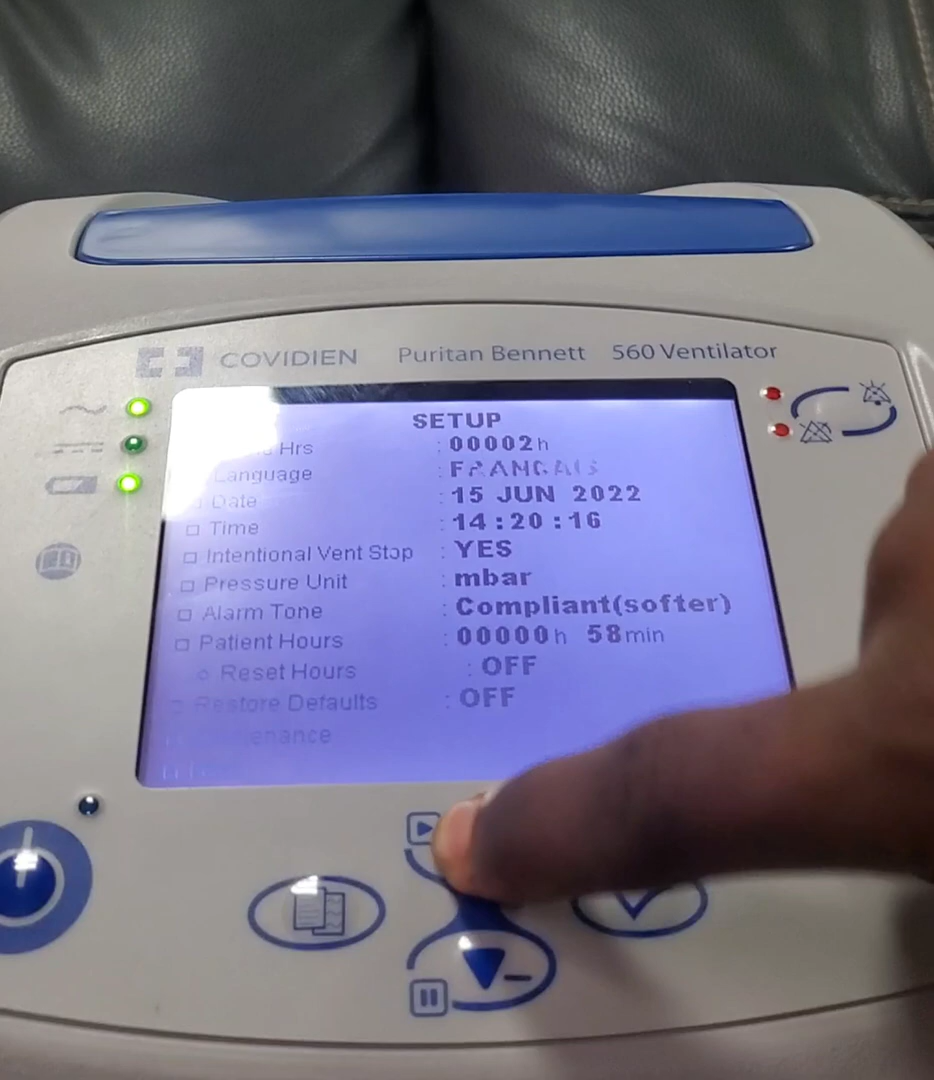 COVIDIEN Puritan Bennett 560 Ventilator
SETUP
Hrs : 00002h
Language : FRANCAIS
Date : 15 JUN 2022
Time : 14:20:16
Intentional Vent Stop : YES
Pressure Unit : mbar
Alarm Tone : Compliant(softer)
Patient Hours : 00000h 58min
Reset Hours : OFF
Restore Defaults : OFF